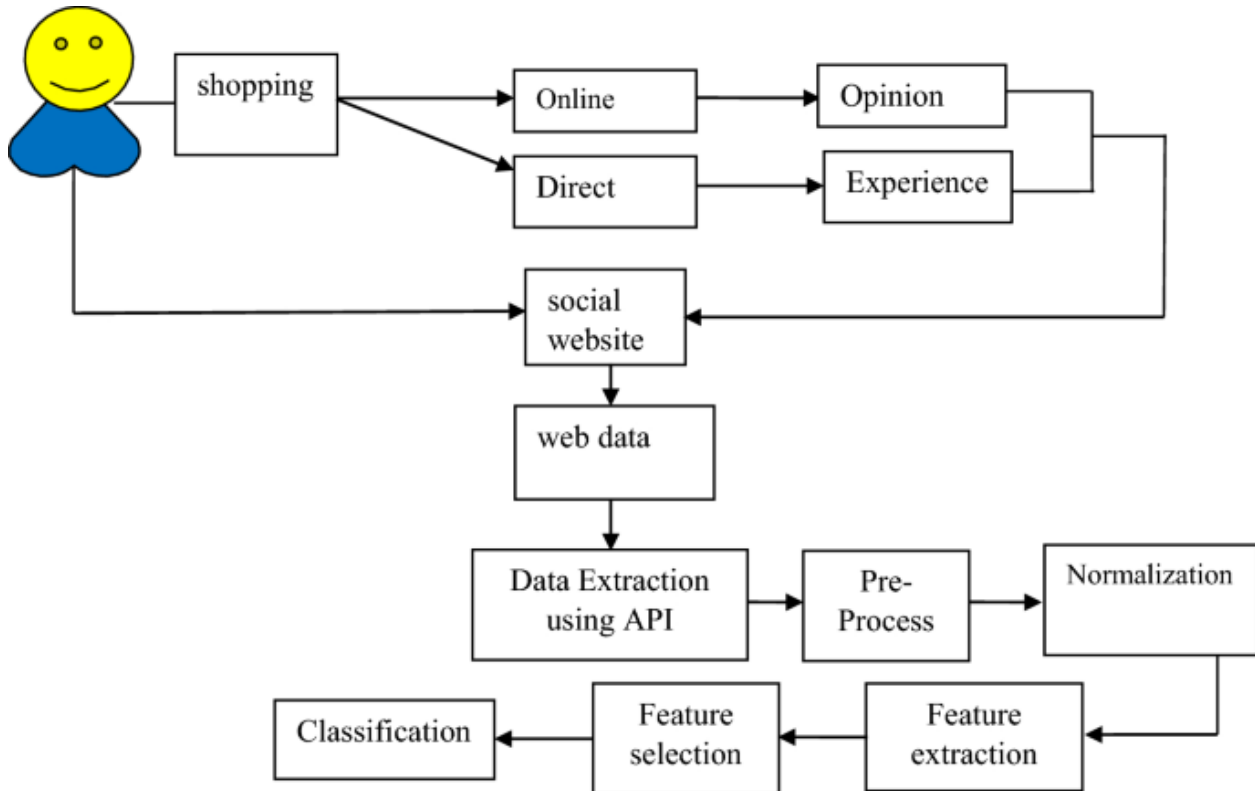 shopping
Online
Opinion
Direct
Experience
social
website
web data
Data Extraction
using API
Pre-
Process
Normalization
Classification
Feature
selection
Feature
extraction